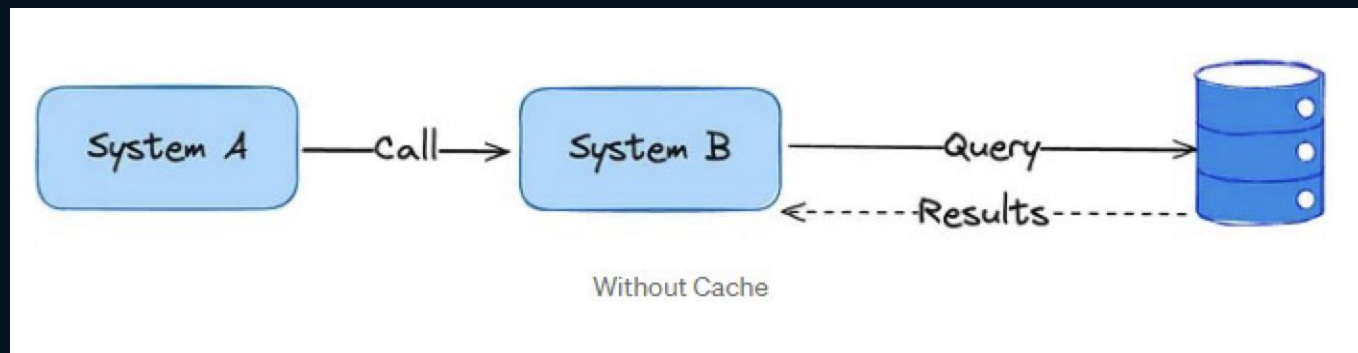 System A
Call
System B
Query
Results
Without Cache